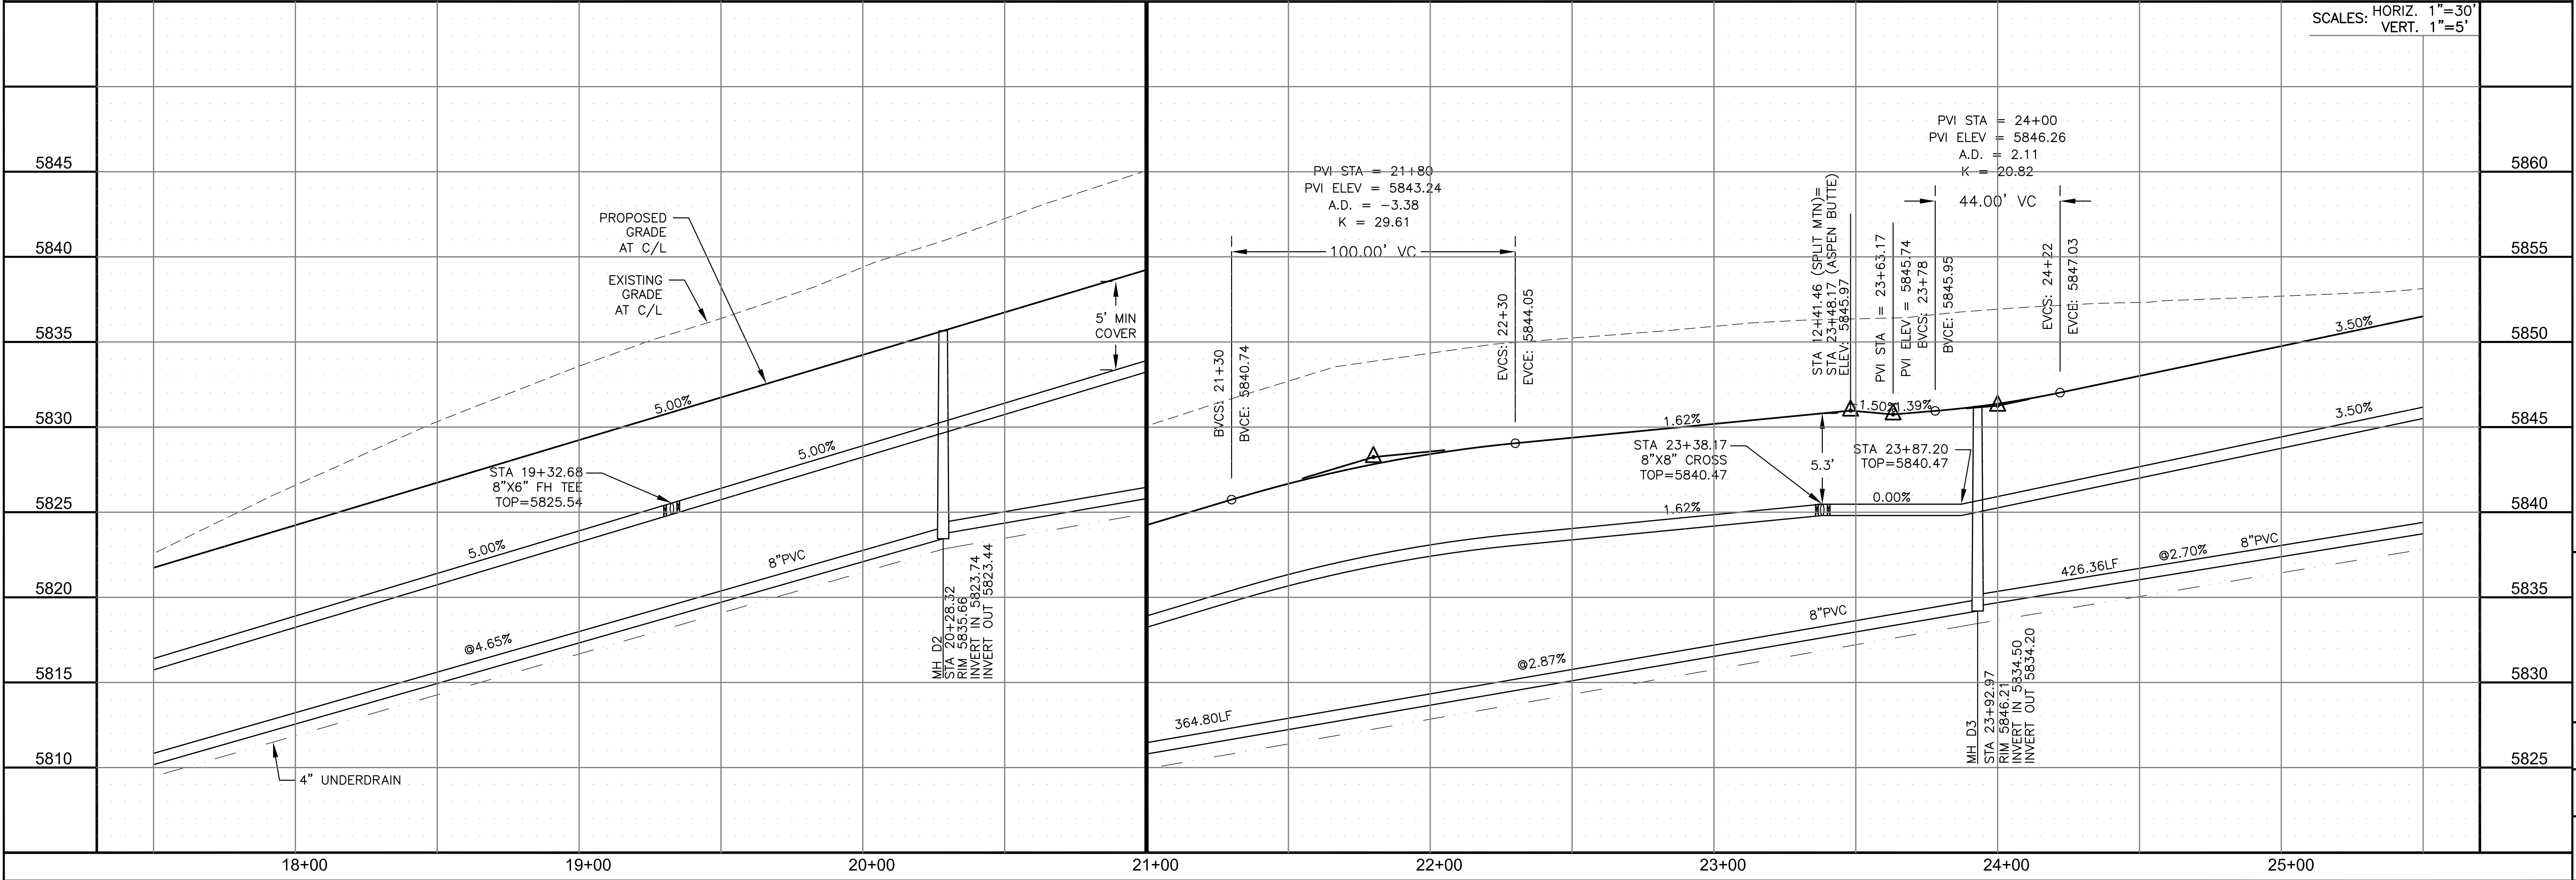 SCALES: HORIZ. 1"=30'
VERT. 1"=5'
5845
5840
5835
5830
5825
5820
5815
5810
PROPOSED
GRADE
AT C/L
EXISTING
GRADE
AT C/L
5' MIN
COVER
5.00%
5.00%
5.00%
STA 19+32.68
8"X6" FH TEE
TOP=5825.54
8"PVC
@4.65%
4" UNDERDRAIN
MH D2
STA 20+28.32
RIM 5835.66
INVERT IN 5823.74
INVERT OUT 5823.44
PVI STA = 21+80
PVI ELEV = 5843.24
A.D. = -3.38
K = 29.61
100.00' VC
BVCS: 21+30
BVCE: 5840.74
EVCS: 22+30
EVCE: 5844.05
STA 12+41.46 (SPLIT MTN)=
STA 23+48.17 (ASPEN BUTTE)
ELEV: 5845.97
PVI STA = 23+63.17
PVI ELEV = 5845.74
EVCS: 23+78
BVCE: 5845.95
PVI STA = 24+00
PVI ELEV = 5846.26
A.D. = 2.11
K = 20.82
44.00' VC
EVCS: 24+22
EVCE: 5847.03
1.62%
-1.50%
1.39%
3.50%
STA 23+38.17
8"X8" CROSS
TOP=5840.47
5.3'
STA 23+87.20
TOP=5840.47
1.62%
0.00%
3.50%
364.80LF
@2.87%
8"PVC
426.36LF
@2.70%
8"PVC
MH D3
STA 23+92.97
RIM 5846.21
INVERT IN 5834.50
INVERT OUT 5834.20
5860
5855
5850
5845
5840
5835
5830
5825
18+00
19+00
20+00
21+00
22+00
23+00
24+00
25+00